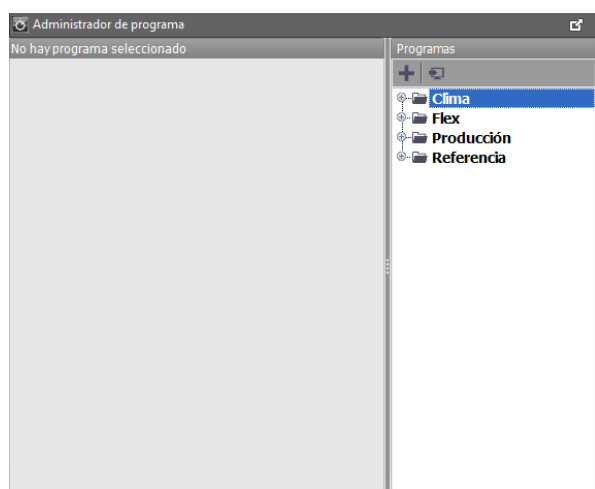 Administrador de programa
No hay programa seleccionado
Programas
Clima
Flex
Producción
Referencia